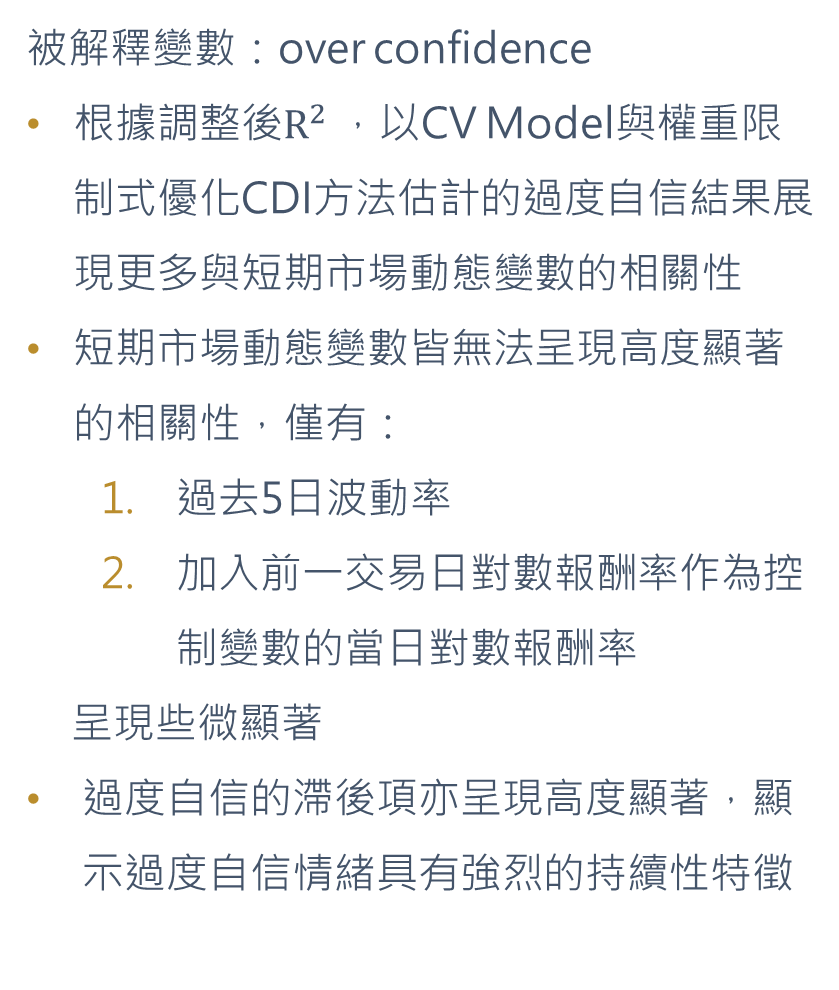 被解釋變數：over confidence
• 根據調整後R²，以CV Model與權重限
制式優化CDI方法估計的過度自信結果展
現更多與短期市場動態變數的相關性
• 短期市場動態變數皆無法呈現高度顯著
的相關性，僅有：
1. 過去5日波動率
2. 加入前一交易日對數報酬率作為控
制變數的當日對數報酬率
呈現些微顯著
• 過度自信的滯後項亦呈現高度顯著，顯
示過度自信情緒具有強烈的持續性特徵